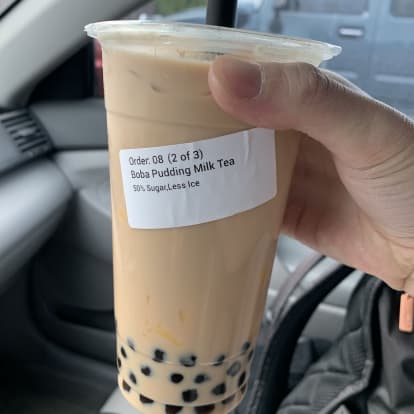 Order. 08 (2 of 3)
Boba Pudding Milk Tea
50% Sugar,Less Ice